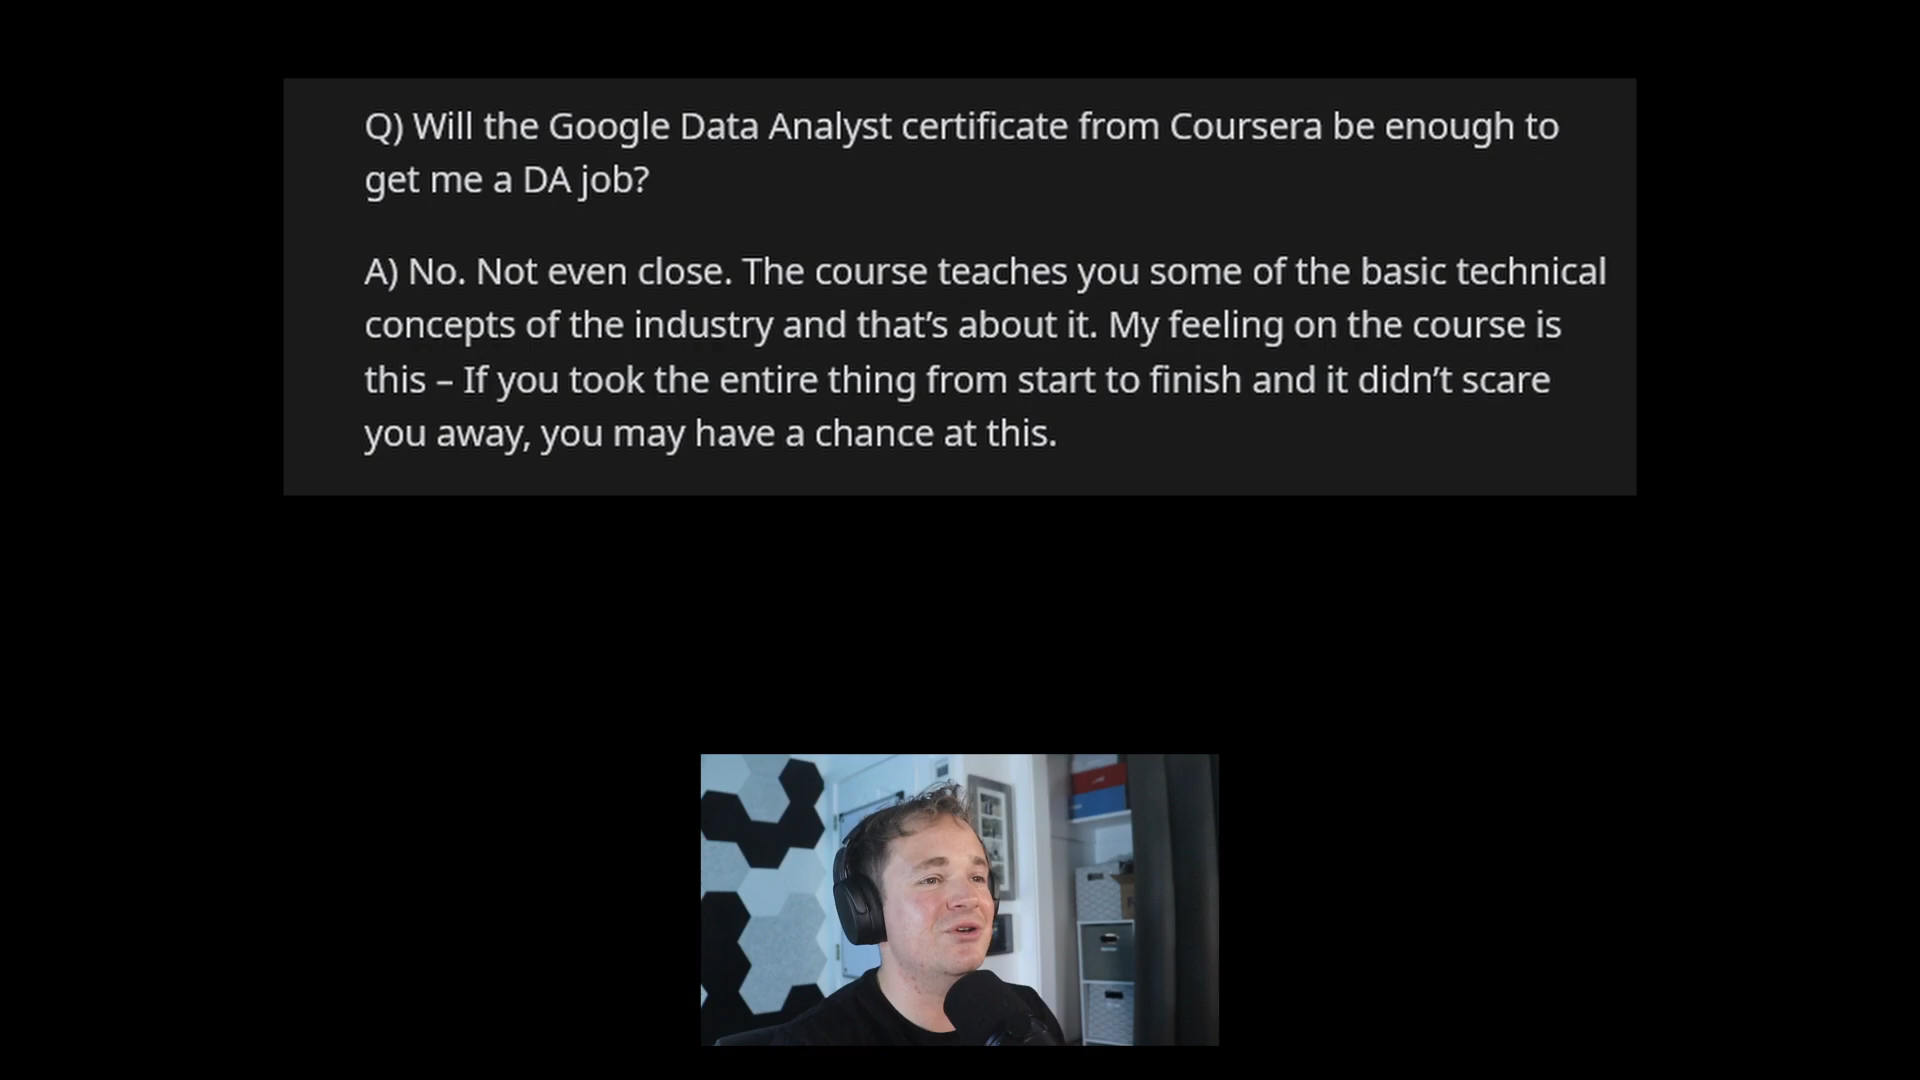 Q) Will the Google Data Analyst certificate from Coursera be enough to
get me a DA job?
A) No. Not even close. The course teaches you some of the basic technical
concepts of the industry and that’s about it. My feeling on the course is
this – If you took the entire thing from start to finish and it didn’t scare
you away, you may have a chance at this.